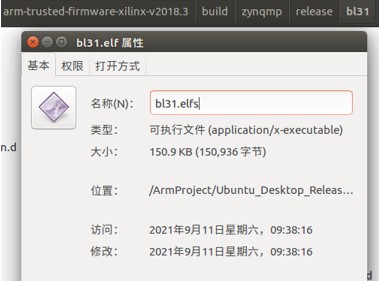 arm-trusted-firmware-xilinx-v2018.3 build zynqmp release bl31
bl31.elf 属性
基本 权限 打开方式
名称(N)： bl31.elfs
类型： 可执行文件 (application/x-executable)
大小： 150.9 KB (150,936 字节)
n.d
位置： /ArmProject/Ubuntu_Desktop_Releas…
访问： 2021年9月11日星期六，09:38:16
修改： 2021年9月11日星期六，09:38:16
d